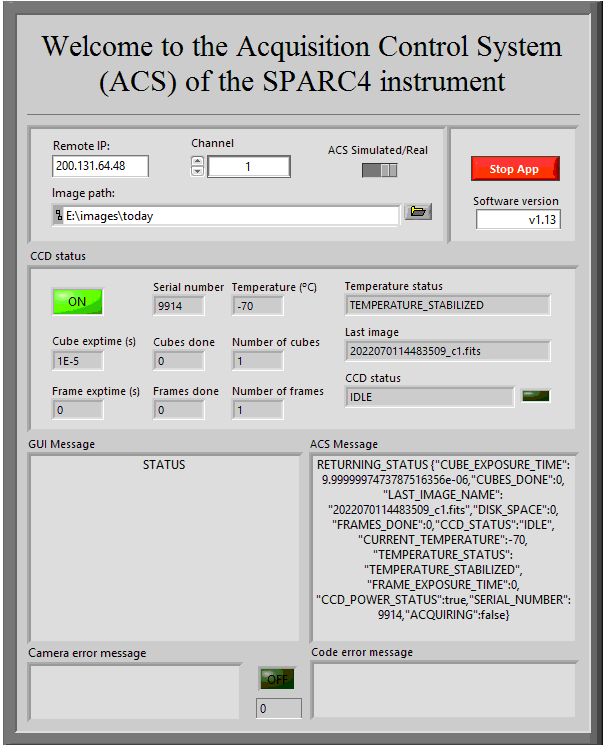 Welcome to the Acquisition Control System
(ACS) of the SPARC4 instrument
Remote IP:
200.131.64.48
Channel
1
ACS Simulated/Real
Stop App
Image path:
E:\images\today
Software version
v1.13
CCD status
ON
Serial number
9914
Temperature (ºC)
-70
Temperature status
TEMPERATURE_STABILIZED
Cube exptime (s)
1E-5
Cubes done
0
Number of cubes
1
Last image
2022070114483509_c1.fits
Frame exptime (s)
0
Frames done
0
Number of frames
1
CCD status
IDLE
GUI Message
STATUS
ACS Message
RETURNING_STATUS {"CUBE_EXPOSURE_TIME":
9.9999997473787516356e-06,"CUBES_DONE":0,
"LAST_IMAGE_NAME":
"2022070114483509_c1.fits","DISK_SPACE":0,
"FRAMES_DONE":0,"CCD_STATUS":"IDLE",
"CURRENT_TEMPERATURE":-70,
"TEMPERATURE_STATUS":
"TEMPERATURE_STABILIZED",
"FRAME_EXPOSURE_TIME":0,
"CCD_POWER_STATUS":true,"SERIAL_NUMBER":
9914,"ACQUIRING":false}
Camera error message
OFF
0
Code error message